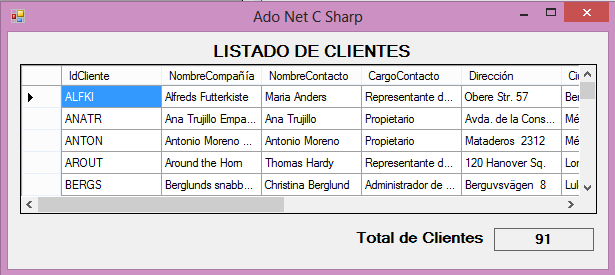 Ado Net C Sharp
LISTADO DE CLIENTES
IdCliente NombreCompañía NombreContacto CargoContacto Dirección
ALFKI Alfreds Futterkiste Maria Anders Representante d... Obere Str. 57 Ber
ANATR Ana Trujillo Empa... Ana Trujillo Propietario Avda. de la Cons... Mé
ANTON Antonio Moreno ... Antonio Moreno Propietario Mataderos 2312 Mé
AROUT Around the Horn Thomas Hardy Representante d... 120 Hanover Sq. Lor
BERGS Berglunds snabb... Christina Berglund Administrador de ... Berguvsvägen 8 Lul
Total de Clientes 91